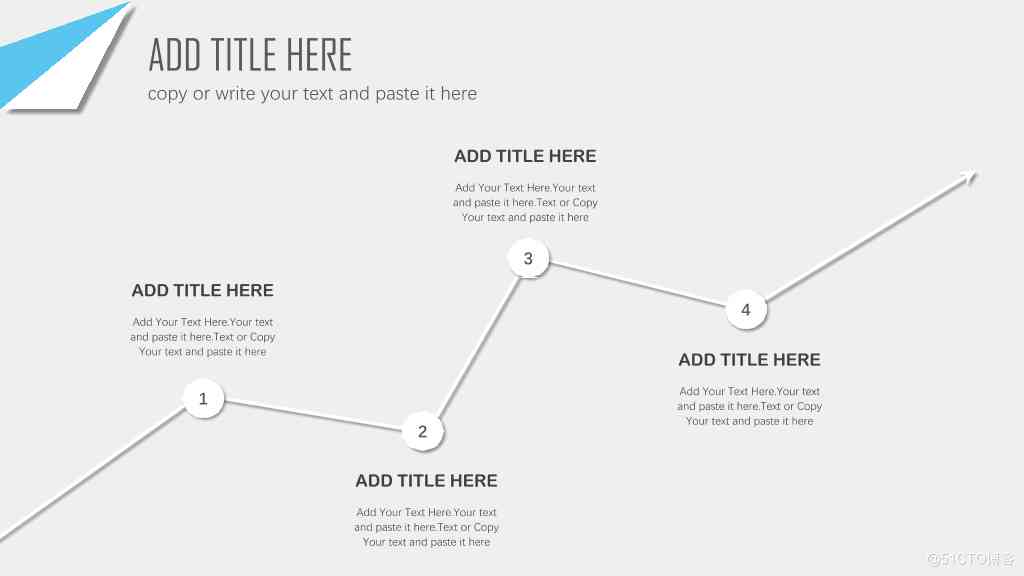 ADD TITLE HERE
copy or write your text and paste it here
ADD TITLE HERE
Add Your Text Here.Your text
and paste it here.Text or Copy
Your text and paste it here
3
ADD TITLE HERE
Add Your Text Here.Your text
and paste it here.Text or Copy
Your text and paste it here
1
4
ADD TITLE HERE
Add Your Text Here.Your text
and paste it here.Text or Copy
Your text and paste it here
2
ADD TITLE HERE
Add Your Text Here.Your text
and paste it here.Text or Copy
Your text and paste it here
@51CTO博客